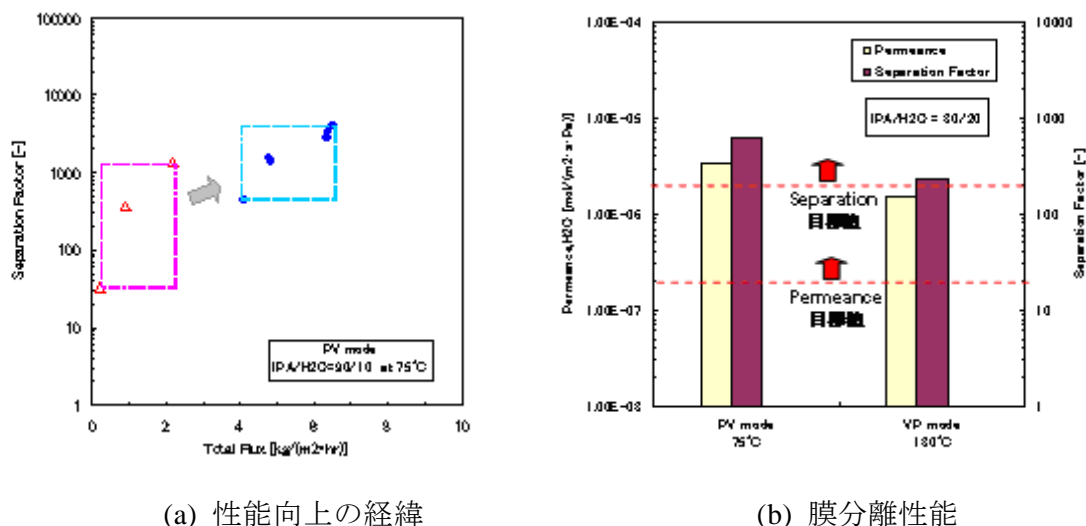 100000
10000
1000
100
10
1
Separation Factor [-]
0 2 4 6 8 10
Total Flux [kg/(m2·hr)]
PV mode
IPA/H2O=90/10 at 75°C
(a) 性能向上の経緯
1.00E-04
1.00E-05
1.00E-06
1.00E-07
1.00E-08
Permeance,H2O [mol/(m2·s·Pa)]
Permeance
Separation Factor
Separation
目標値
Permeance
目標値
PV mode
75°C
VP mode
10000
1000
100
10
1
Separation Factor [-]
(b) 膜分離性能